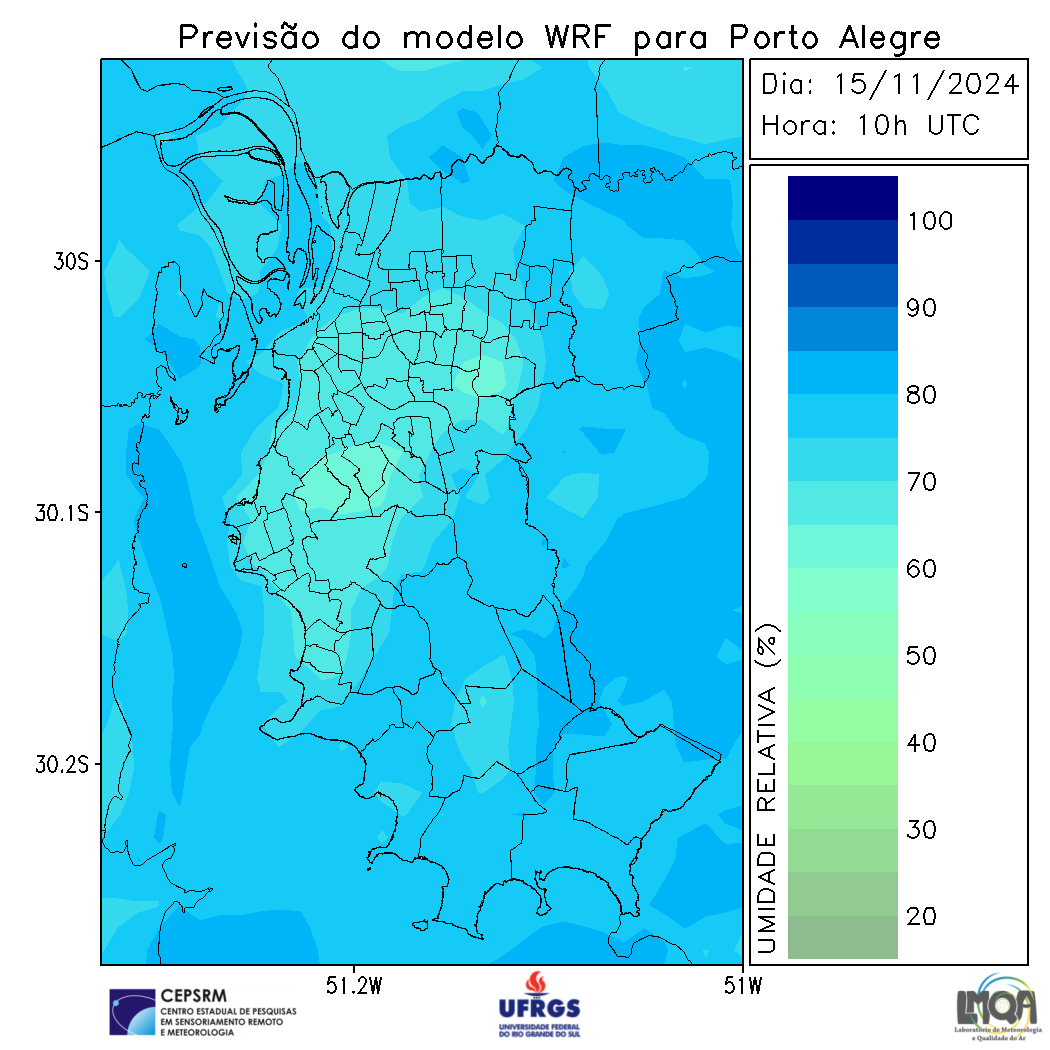 Previsão do modelo WRF para Porto Alegre
Dia: 15/11/2024
Hora: 10h UTC
100
90
80
70
60
50
40
30
20
UMIDADE RELATIVA (%)
30S
30.1S
30.2S
51.2W
51W
CEPSRM
CENTRO ESTADUAL DE PESQUISAS
EM SENSORIAMENTO REMOTO
E METEOROLOGIA
UFRGS
UNIVERSIDADE FEDERAL
DO RIO GRANDE DO SUL
LMQA
Laboratório de Meteorologia
e Qualidade do Ar